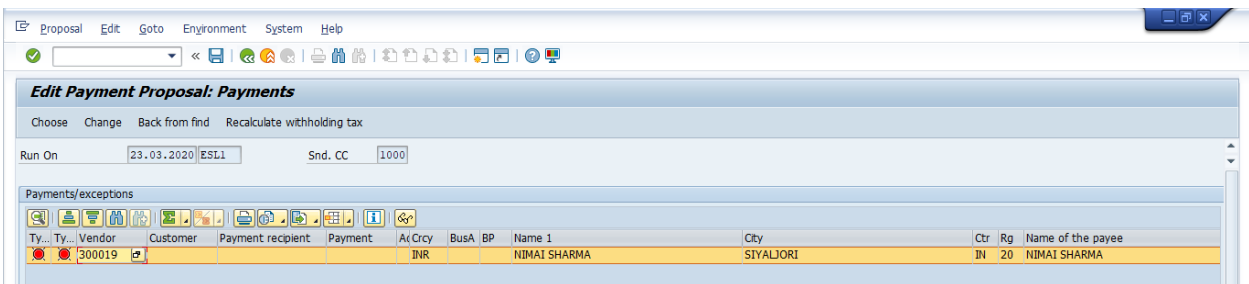 Proposal Edit Goto Environment System Help
Edit Payment Proposal: Payments
Choose Change Back from find Recalculate withholding tax
Run On 23.03.2020 ESL1 Snd. CC 1000
Payments/exceptions
Ty... Ty... Vendor Customer Payment recipient Payment A( Crcy BusA BP Name 1 City Ctr Rg Name of the payee
300019 INR NIMAI SHARMA SIYALJORI IN 20 NIMAI SHARMA